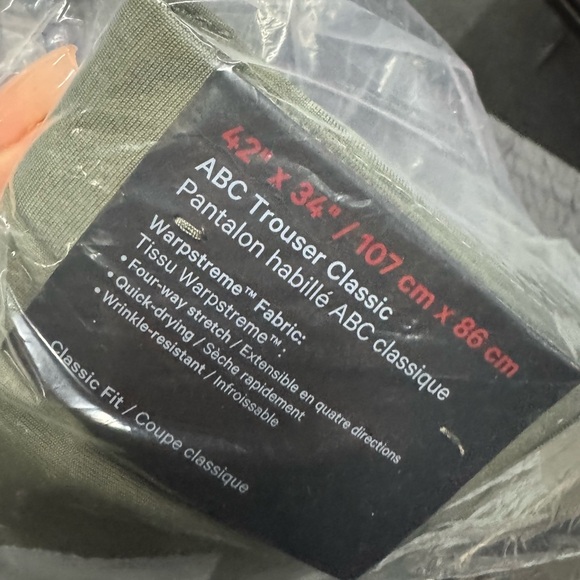 42" x 34" / 107 cm x 86 cm
ABC Trouser Classic
Pantalon habillé ABC classique
Warpstreme™ Fabric:
Tissu Warpstreme™ :
• Four-way stretch / Extensible en quatre directions
• Quick-drying / Sèche rapidement
• Wrinkle-resistant / Infroissable
Classic Fit / Coupe classique